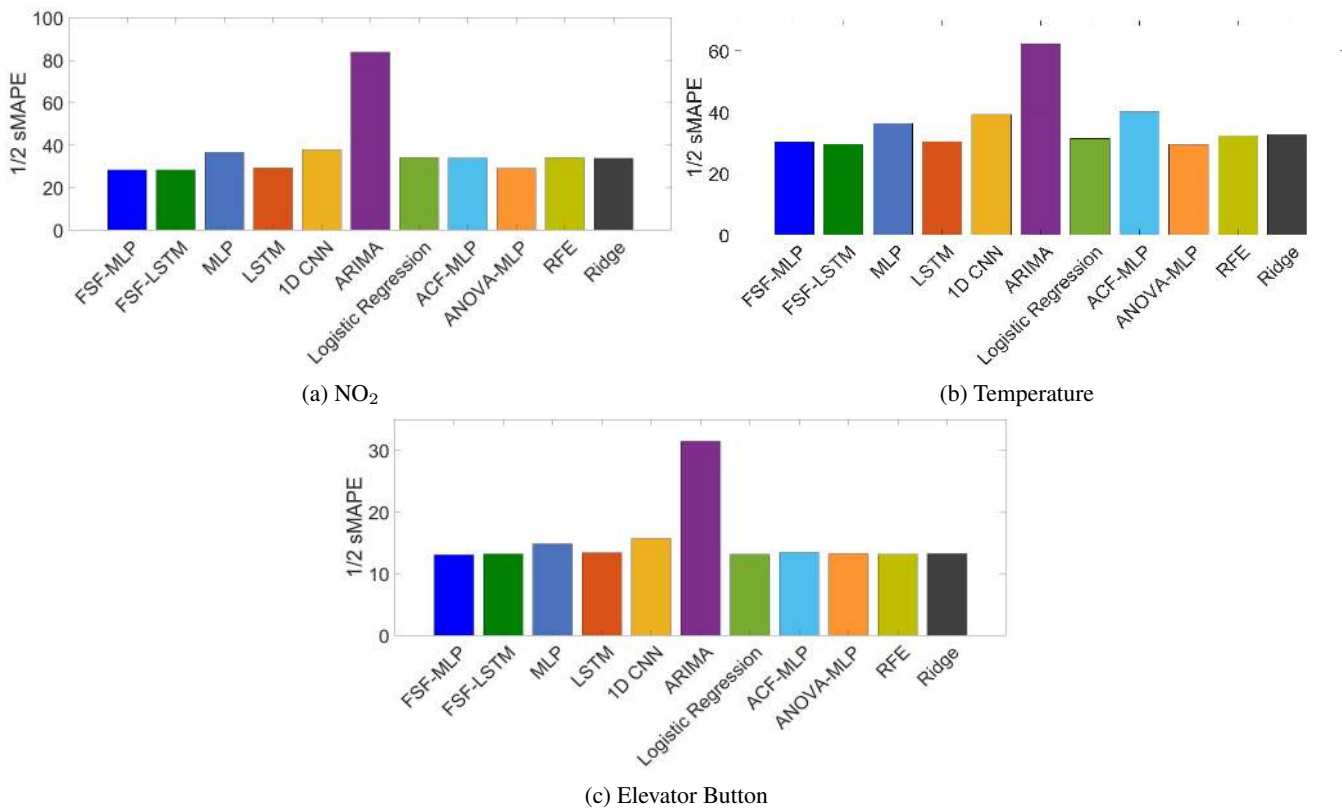 100
80
60
40
20
0
1/2 sMAPE
FSF-MLP
FSF-LSTM
MLP
LSTM
1D CNN
ARIMA
Logistic Regression
ACF-MLP
ANOVA-MLP
RFE
Ridge
(a) NO₂
60
40
20
0
1/2 sMAPE
FSF-MLP
FSF-LSTM
MLP
LSTM
1D CNN
ARIMA
Logistic Regression
ACF-MLP
ANOVA-MLP
RFE
Ridge
(b) Temperature
30
20
10
0
1/2 sMAPE
FSF-MLP
FSF-LSTM
MLP
LSTM
1D CNN
ARIMA
Logistic Regression
ACF-MLP
ANOVA-MLP
RFE
Ridge
(c) Elevator Button